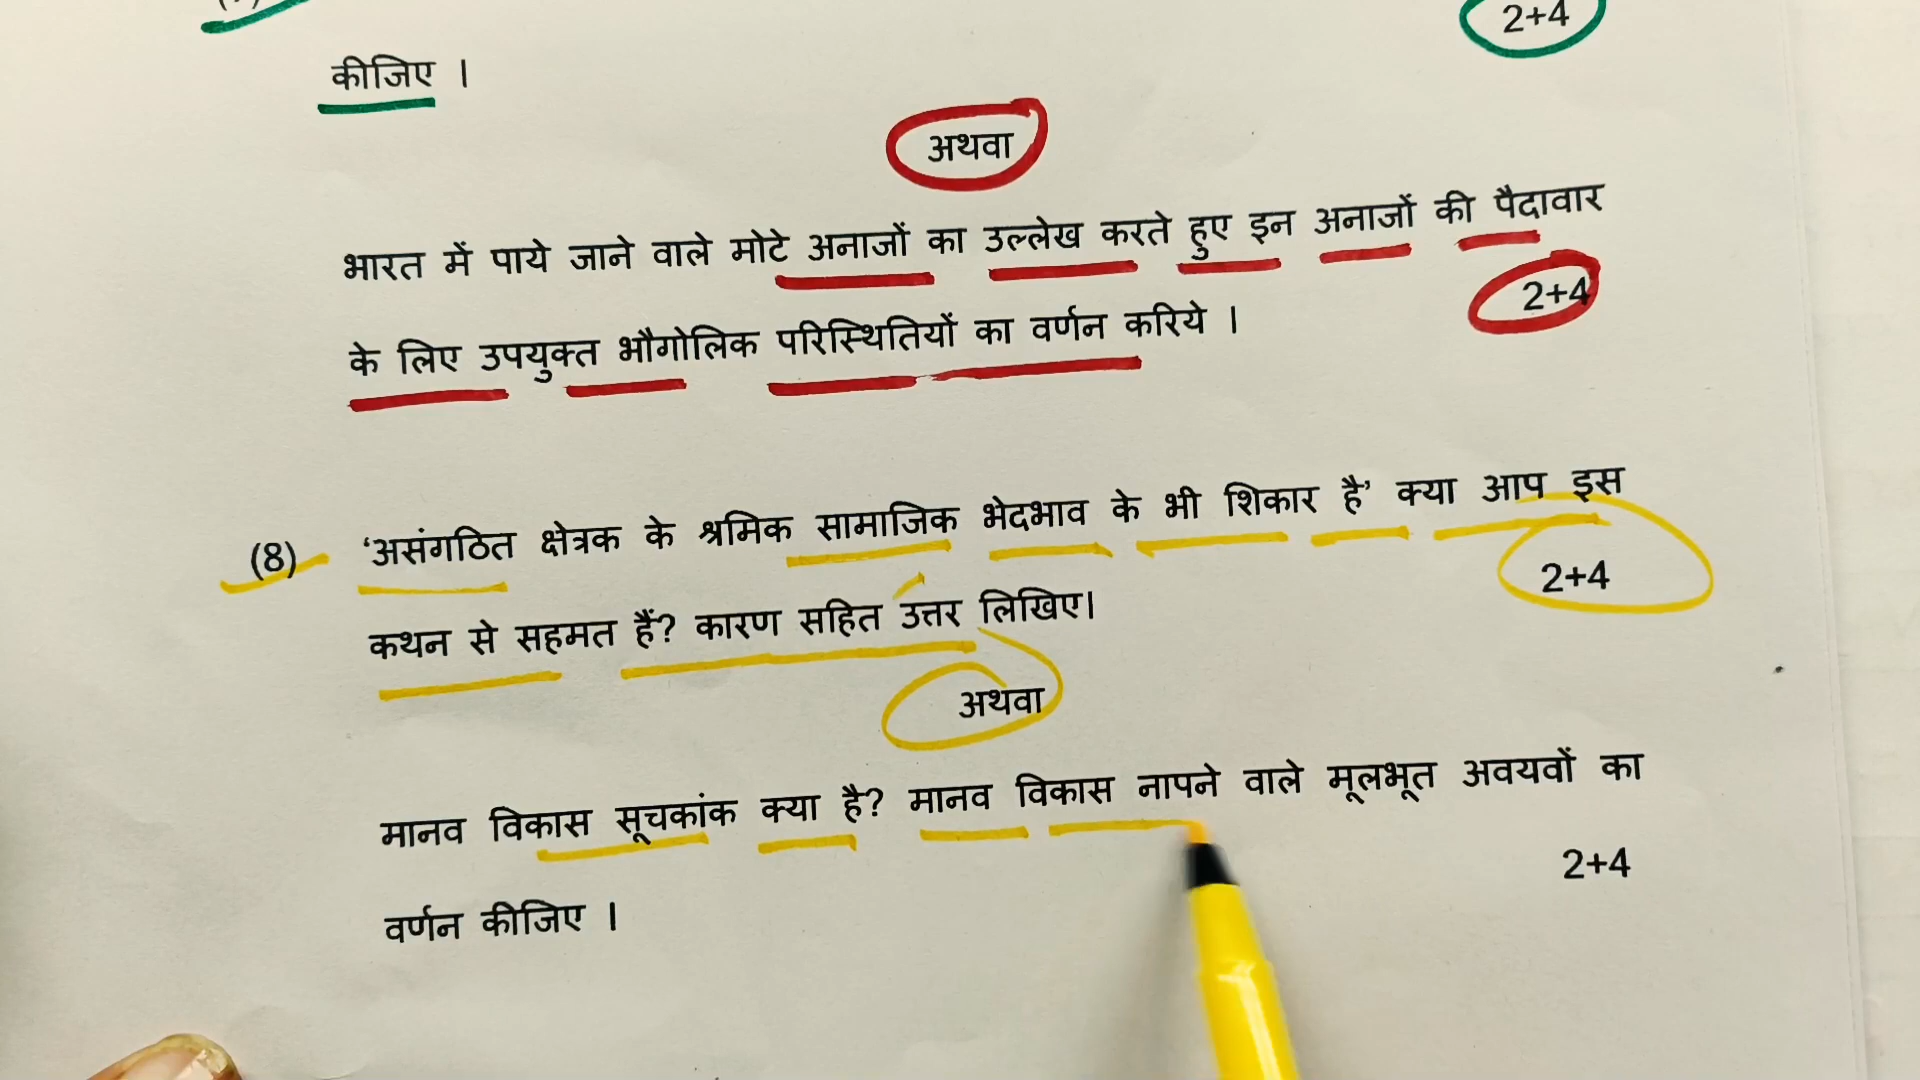 2+4
कीजिए ।
अथवा
भारत में पाये जाने वाले मोटे अनाजों का उल्लेख करते हुए इन अनाजों की पैदावार
2+4
के लिए उपयुक्त भौगोलिक परिस्थितियों का वर्णन करिये ।
(8) ‘असंगठित क्षेत्रक के श्रमिक सामाजिक भेदभाव के भी शिकार है’ क्या आप इस
2+4
कथन से सहमत हैं? कारण सहित उत्तर लिखिए।
अथवा
मानव विकास सूचकांक क्या है? मानव विकास नापने वाले मूलभूत अवयवों का
2+4
वर्णन कीजिए ।